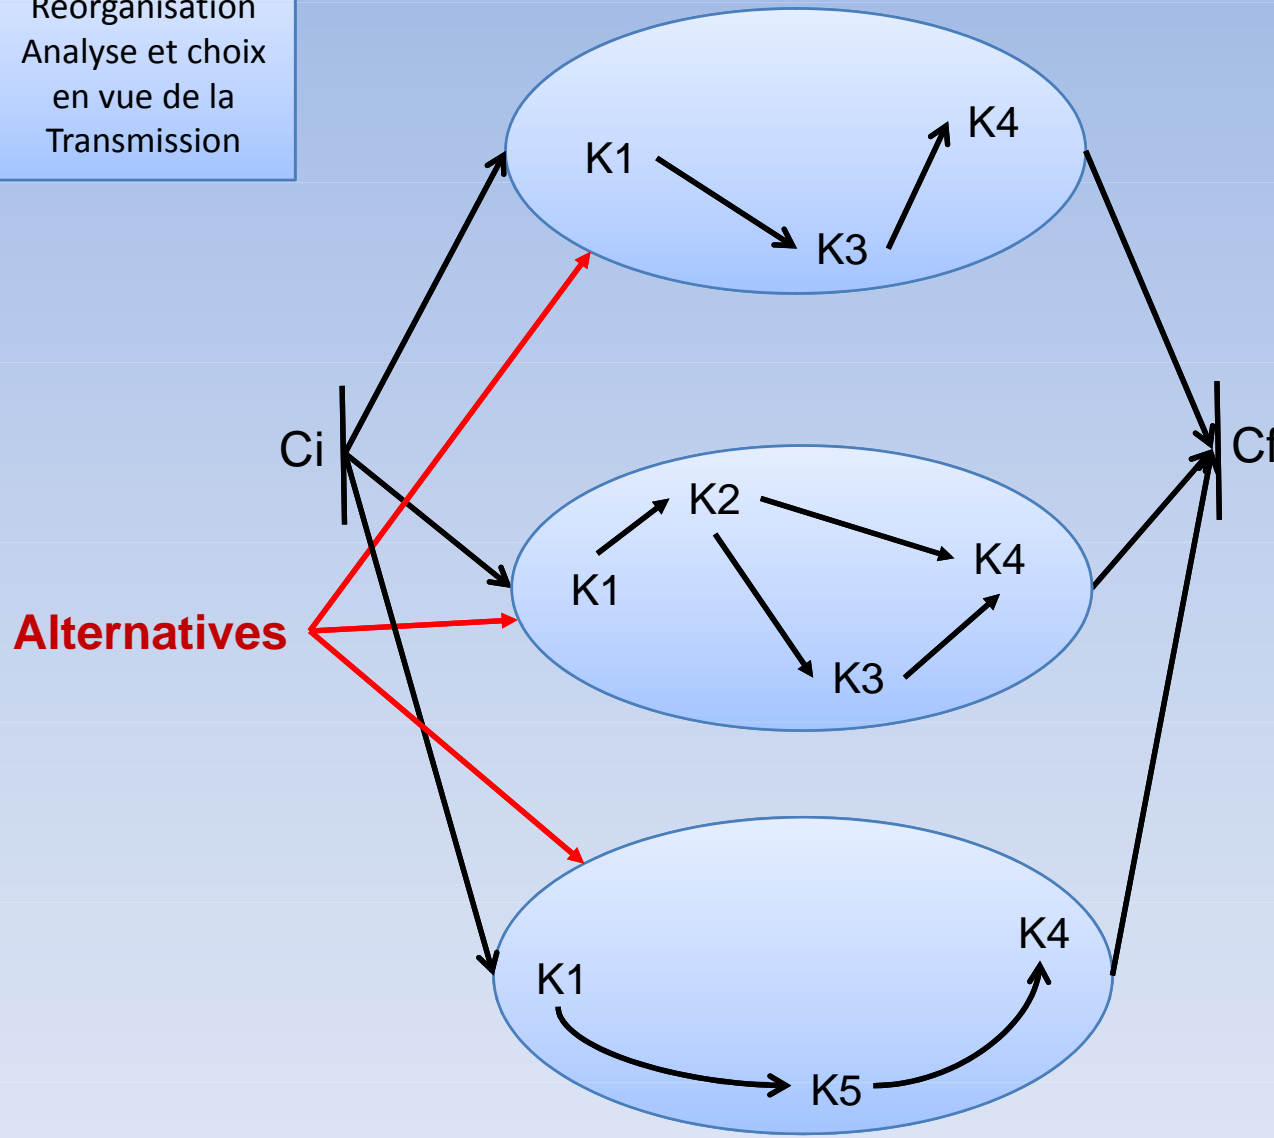 Réorganisation
Analyse et choix
en vue de la
Transmission
K1
K4
K3
Ci
Cf
K2
K4
K1
K3
Alternatives
K4
K1
K5